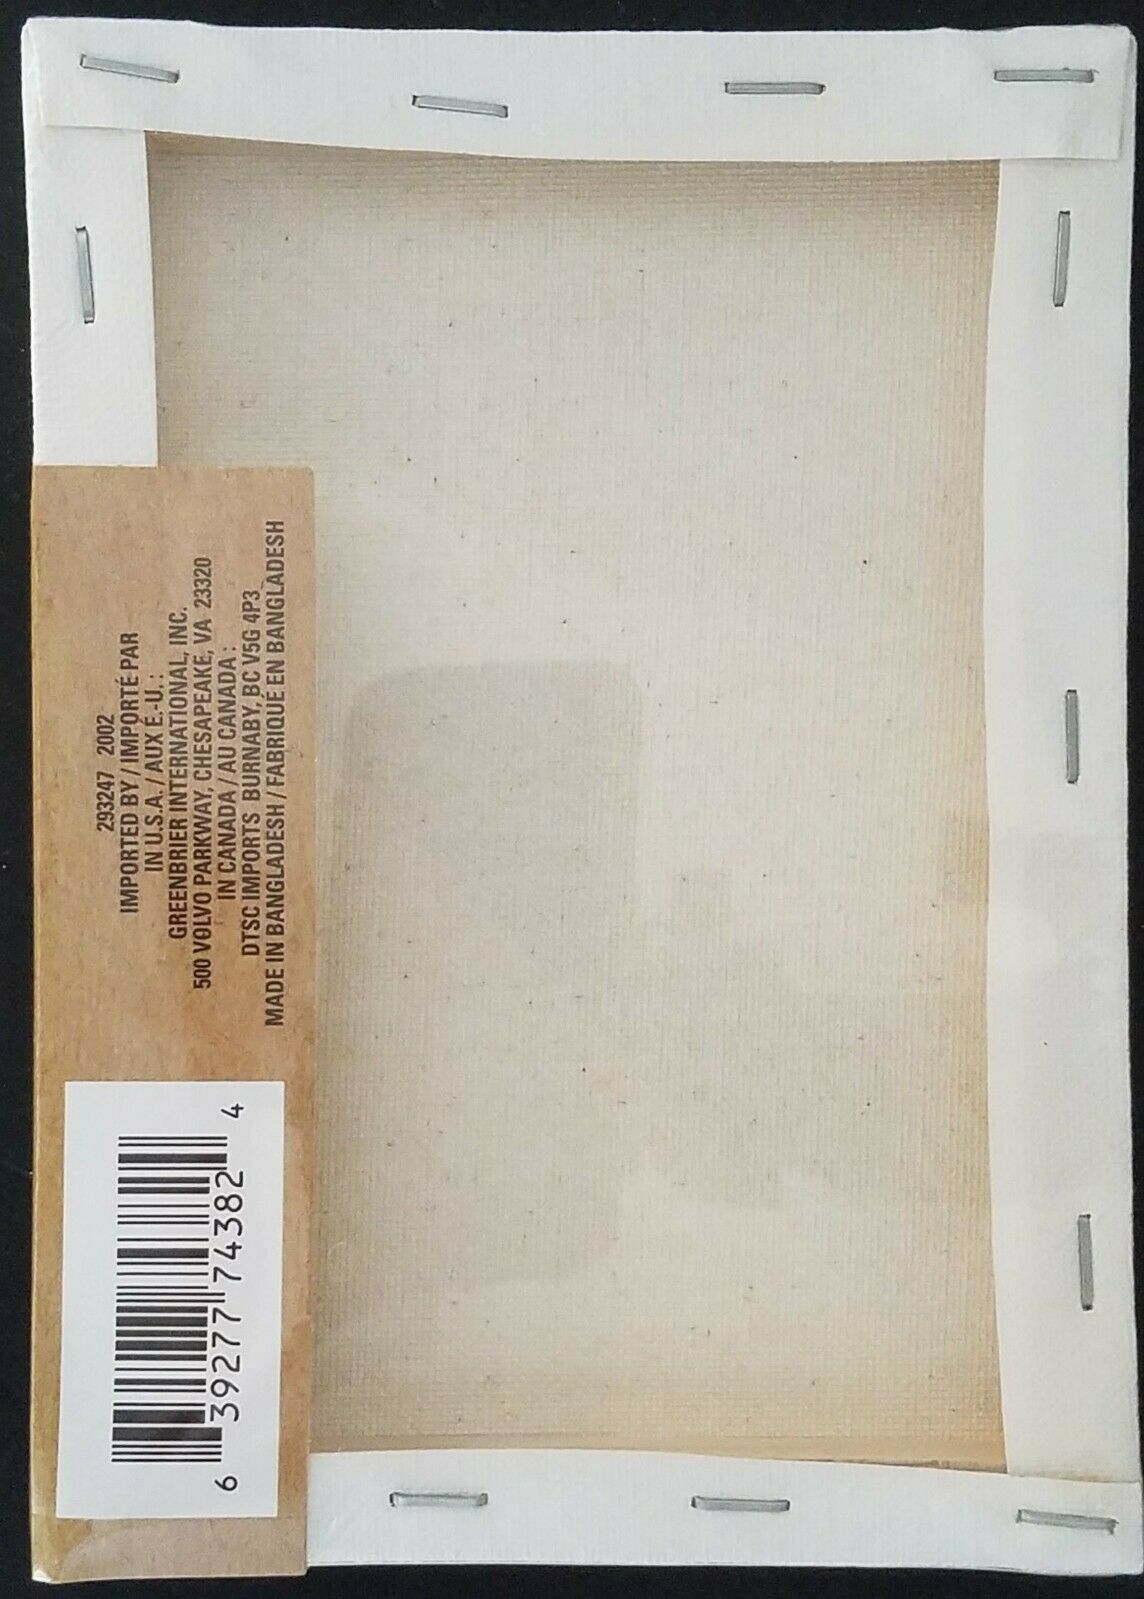 293247 2002
IMPORTED BY / IMPORTÉ PAR
IN U.S.A. / AUX É.-U. :
GREENBRIER INTERNATIONAL, INC.
500 VOLVO PARKWAY, CHESAPEAKE, VA 23320
IN CANADA / AU CANADA :
DTSC IMPORTS BURNABY, BC V5G 4P3
MADE IN BANGLADESH / FABRIQUÉ EN BANGLADESH
6 39277 74382 4